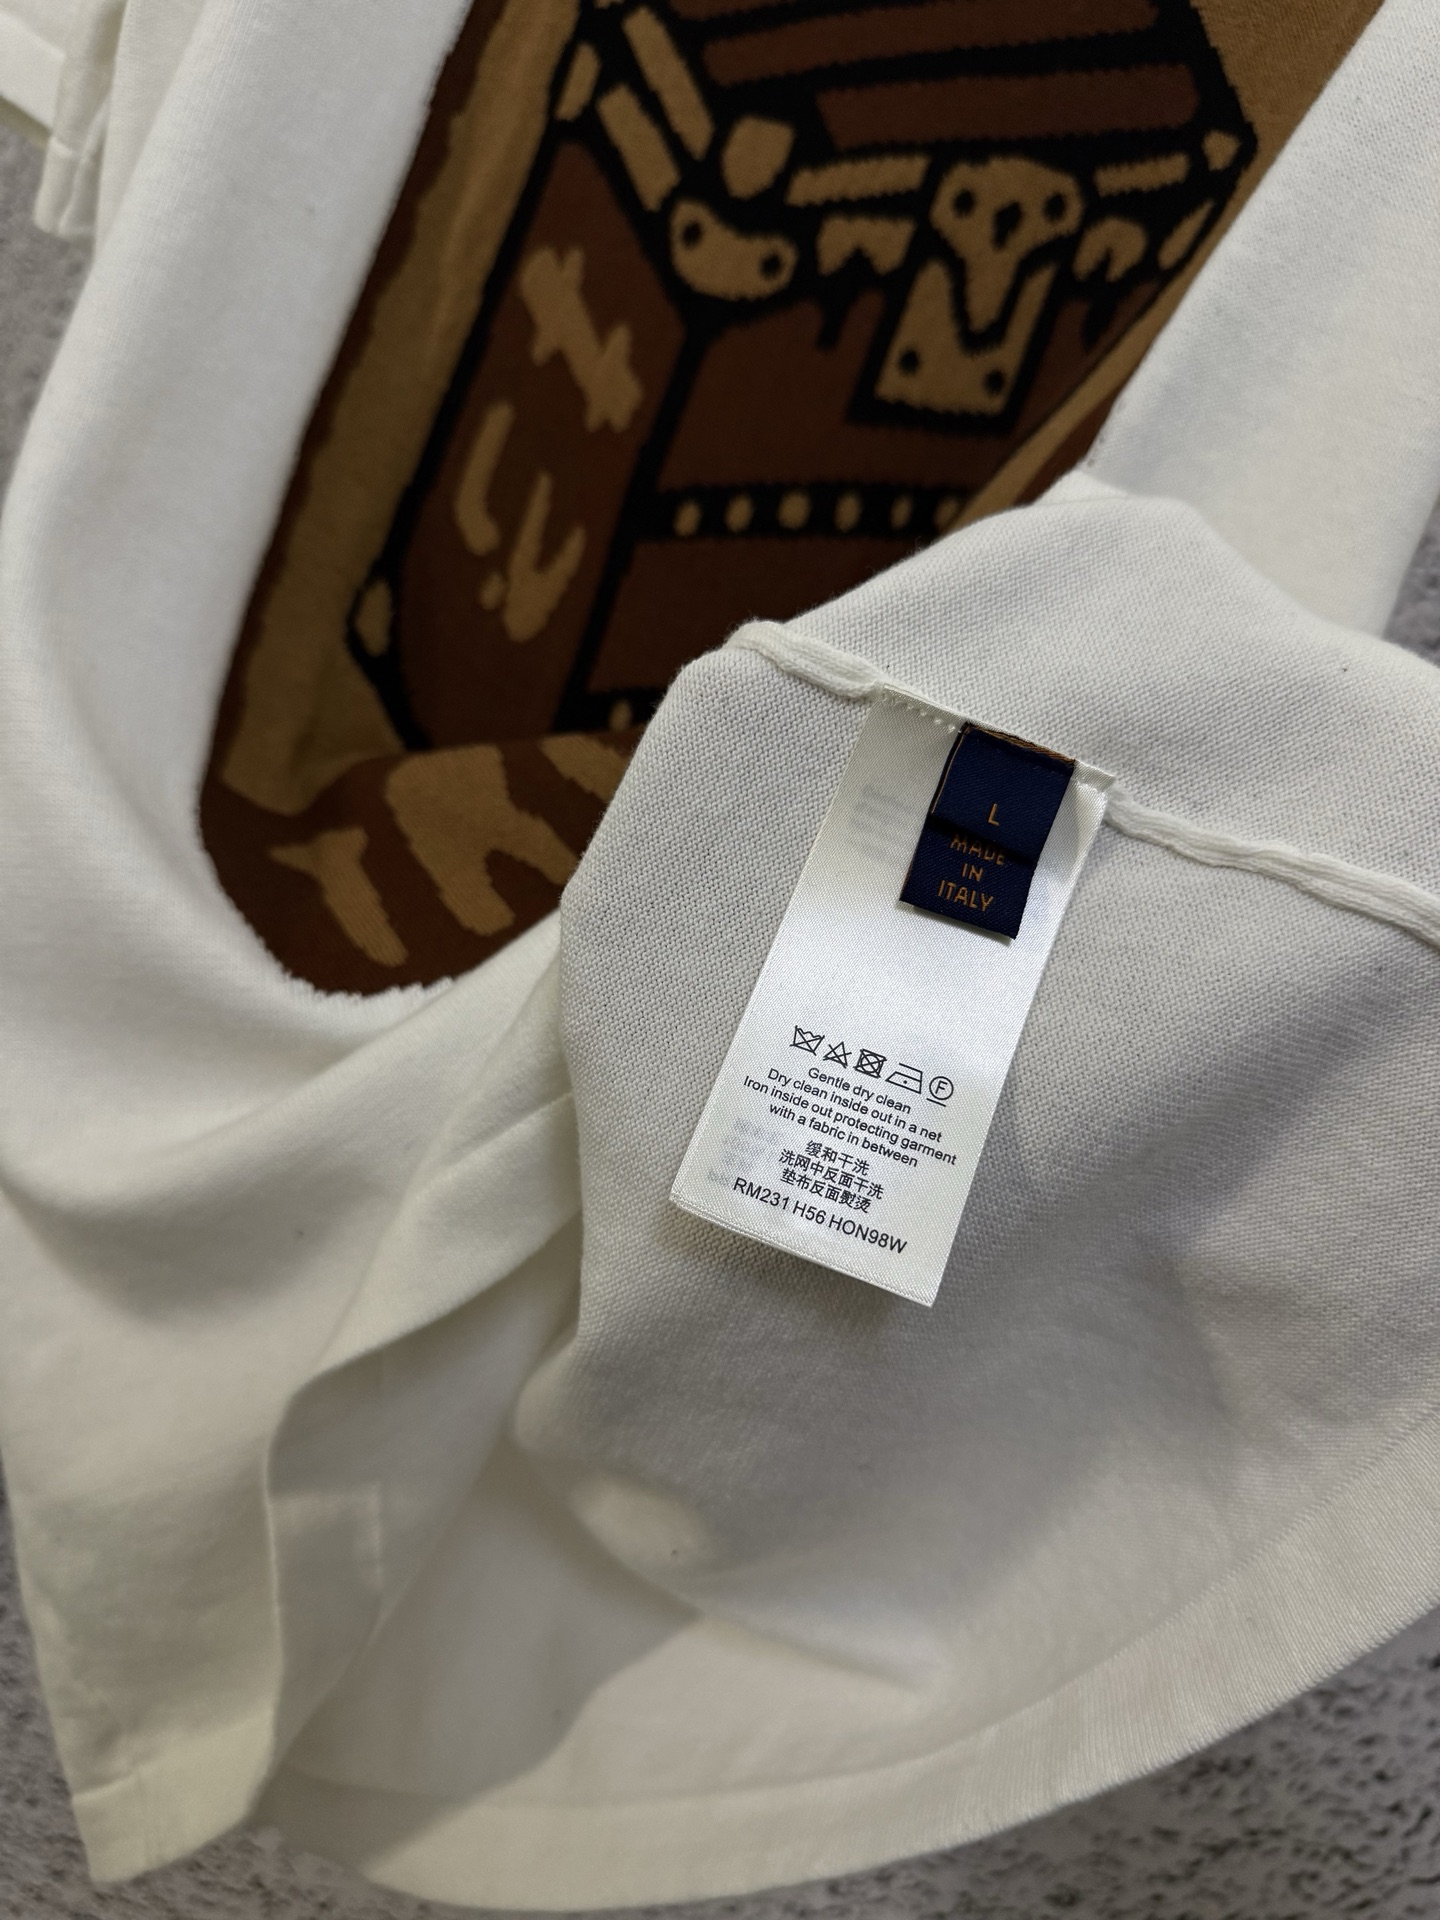 L
MADE
IN
ITALY
Gentle dry clean
Dry clean inside out in a net
Iron inside out protecting garment
with a fabric in between
缓和干洗
洗网中反面干洗
垫布反面熨烫
RM231 H56 HON98W